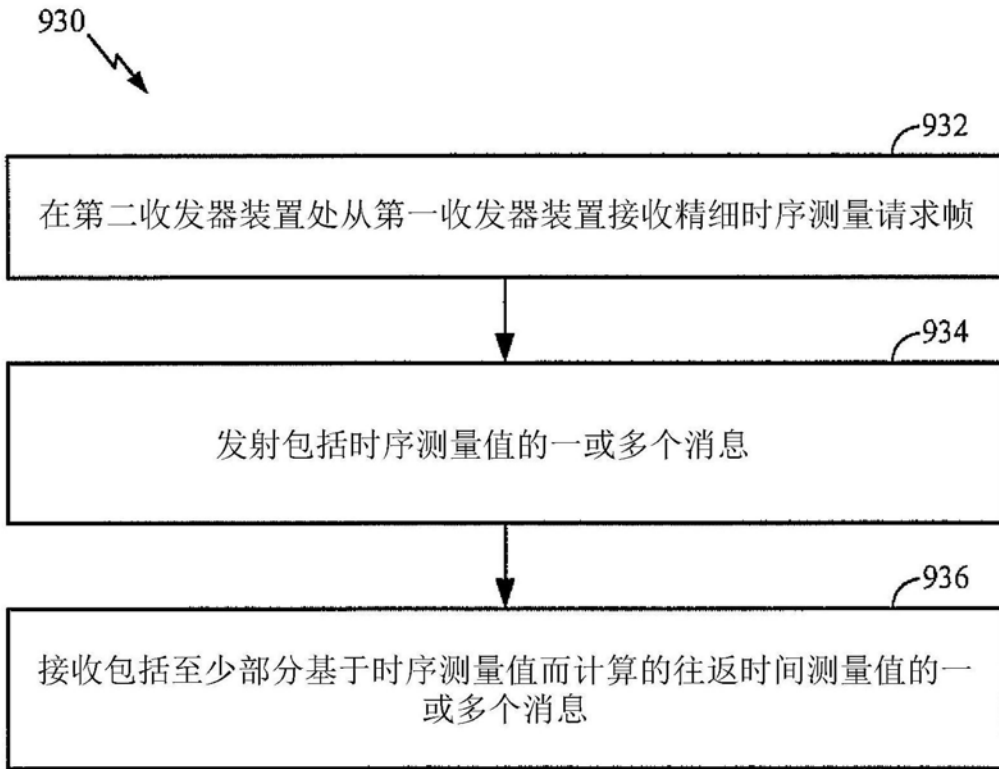 930
932
在第二收发器装置处从第一收发器装置接收精细时序测量请求帧
934
发射包括时序测量值的一或多个消息
936
接收包括至少部分基于时序测量值而计算的往返时间测量值的一
或多个消息